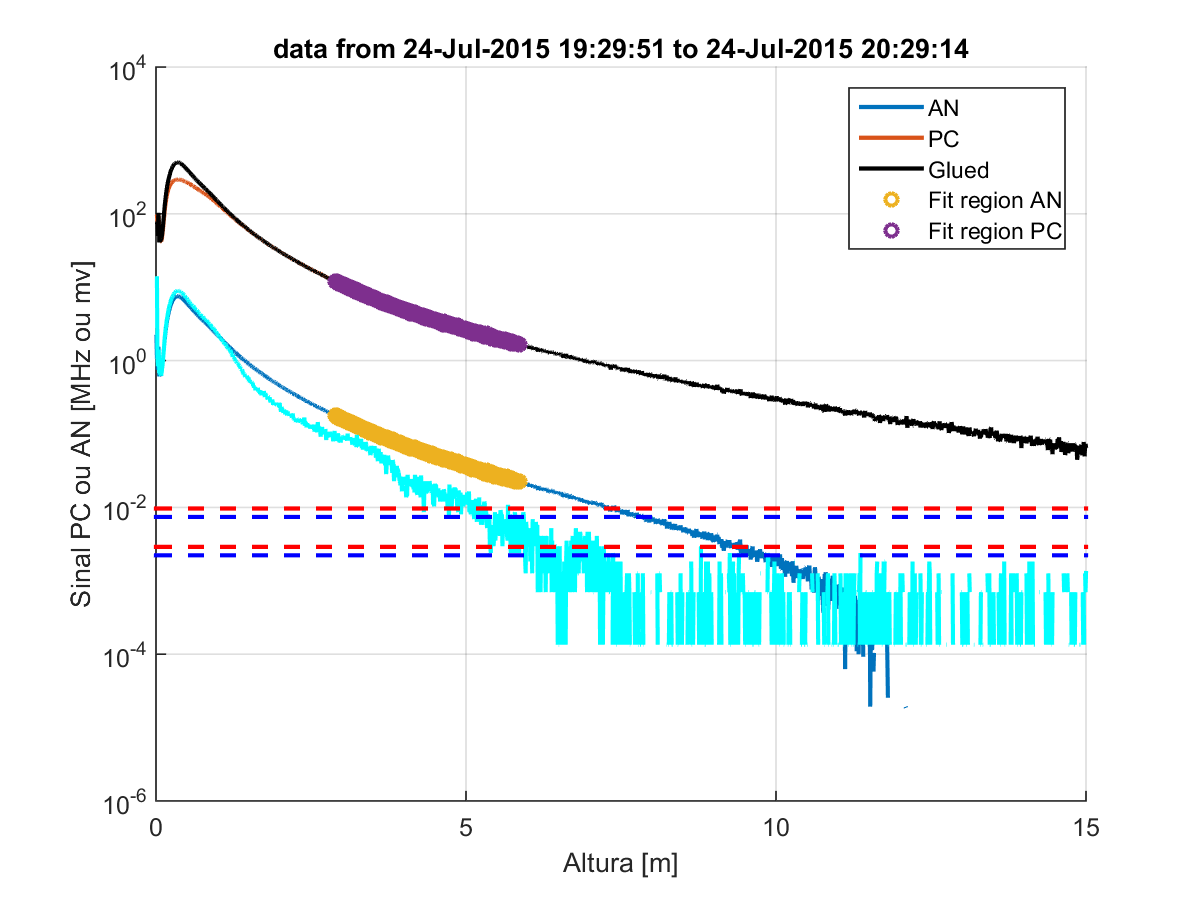 data from 24-Jul-2015 19:29:51 to 24-Jul-2015 20:29:14
AN
PC
Glued
Fit region AN
Fit region PC
Sinal PC ou AN [MHz ou mv]
10^4
10^2
10^0
10^-2
10^-4
10^-6
0 5 10 15
Altura [m]